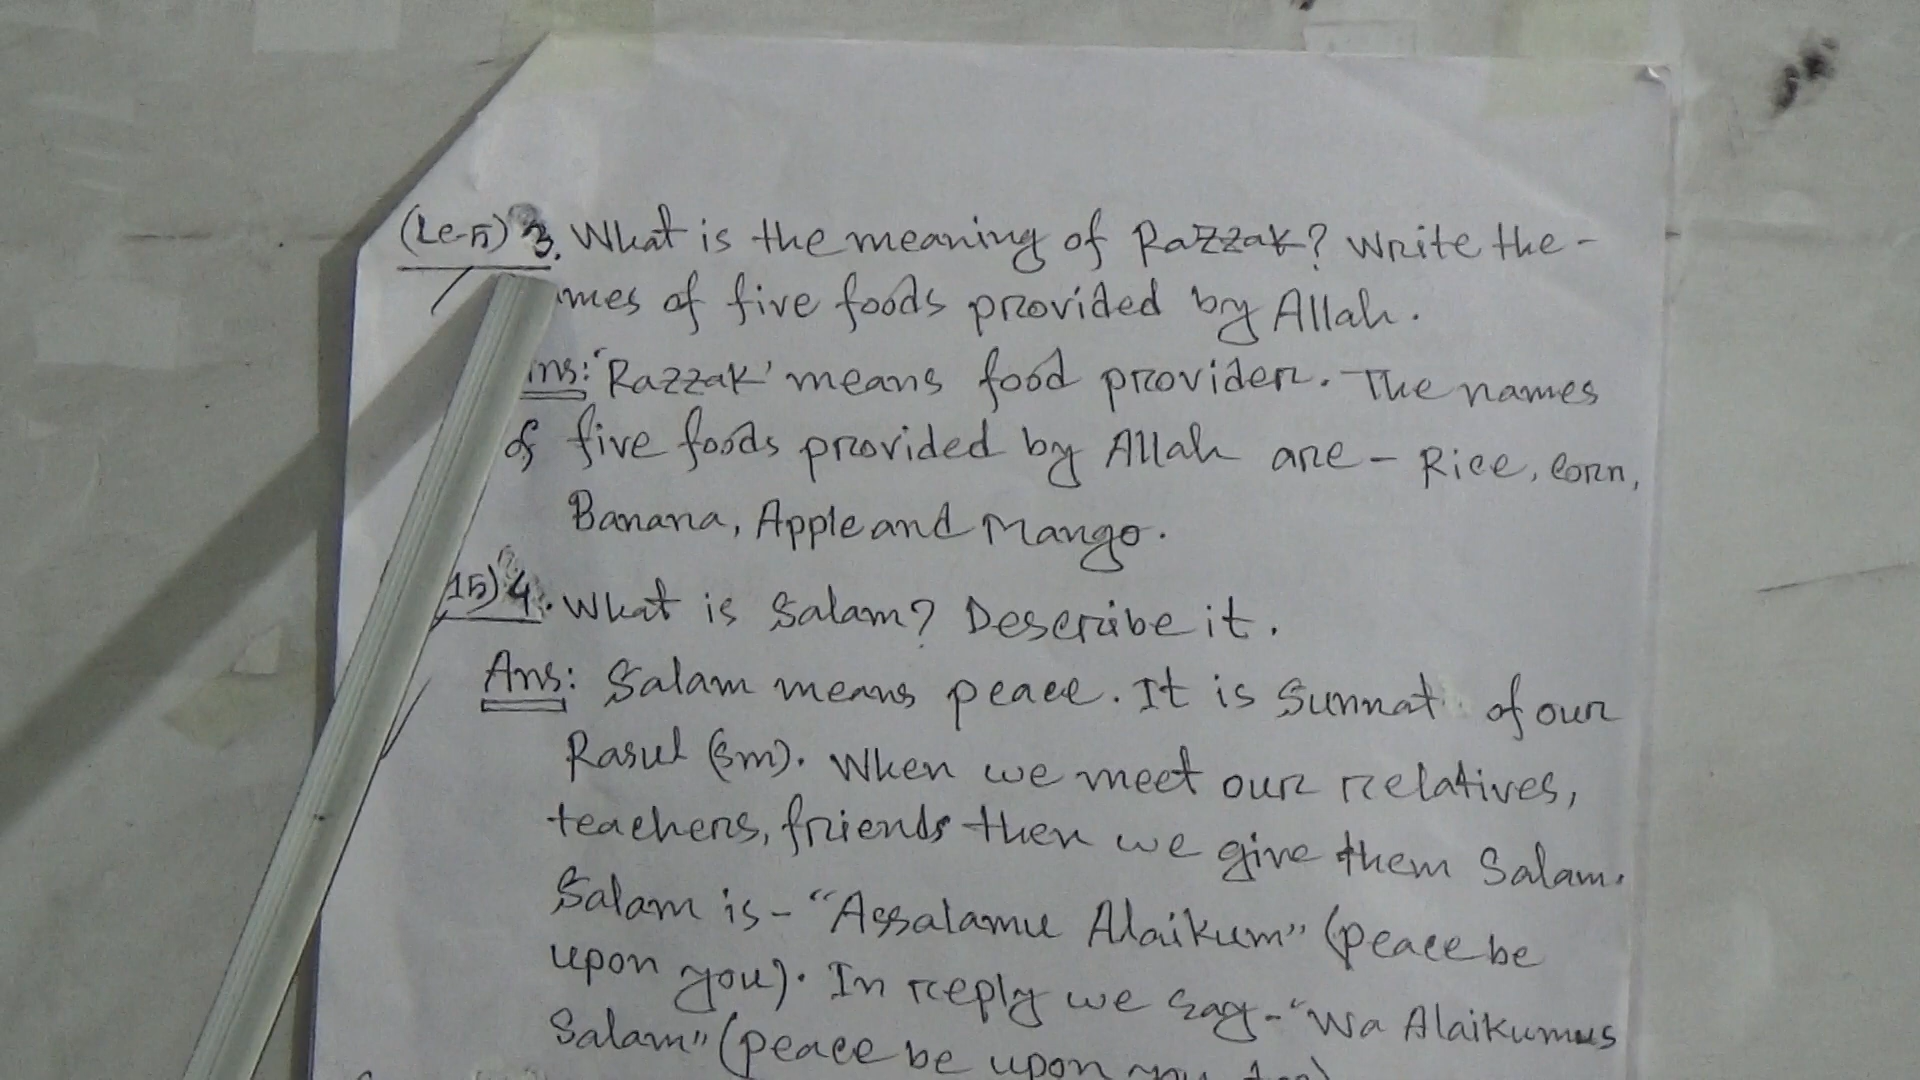 (Le-5) 3. What is the meaning of Razzak? Write the-
mes of five foods provided by Allah.
ns: 'Razzak' means food provider. The names
of five foods provided by Allah are - Rice, Corn,
Banana, Apple and Mango.
15) 4. What is Salam? Describe it.
Ans: Salam means peace. It is Sunnat of our
Rasul (sm). When we meet our relatives,
teachers, friends then we give them Salam.
Salam is - "Assalamu Alaikum" (peace be
upon you). In reply we say - "Wa Alaikumus
Salam" (peace be upon you too)